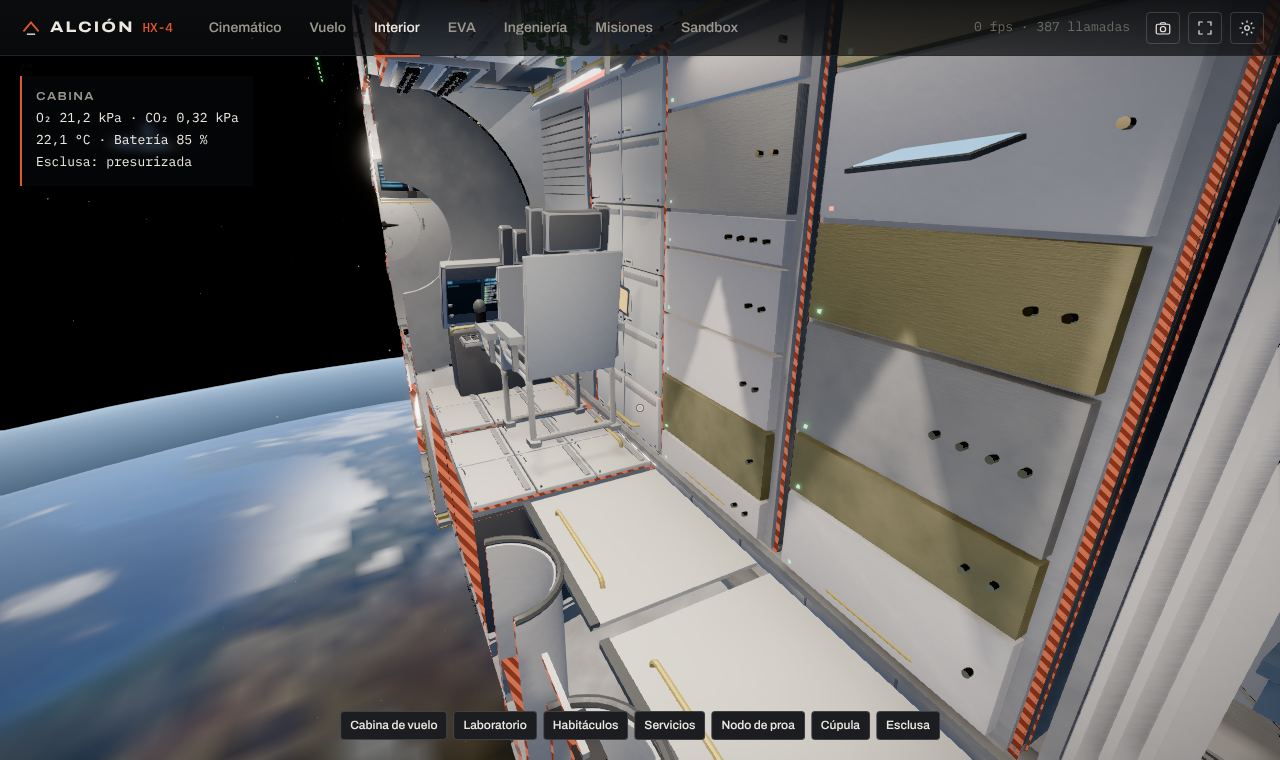 ALCIÓN HX-4 Cinemático Vuelo Interior EVA Ingeniería Misiones Sandbox 0 fps · 387 llamadas
CABINA
O₂ 21,2 kPa · CO₂ 0,32 kPa
22,1 °C · Batería 85 %
Esclusa: presurizada
Cabina de vuelo Laboratorio Habitáculos Servicios Nodo de proa Cúpula Esclusa